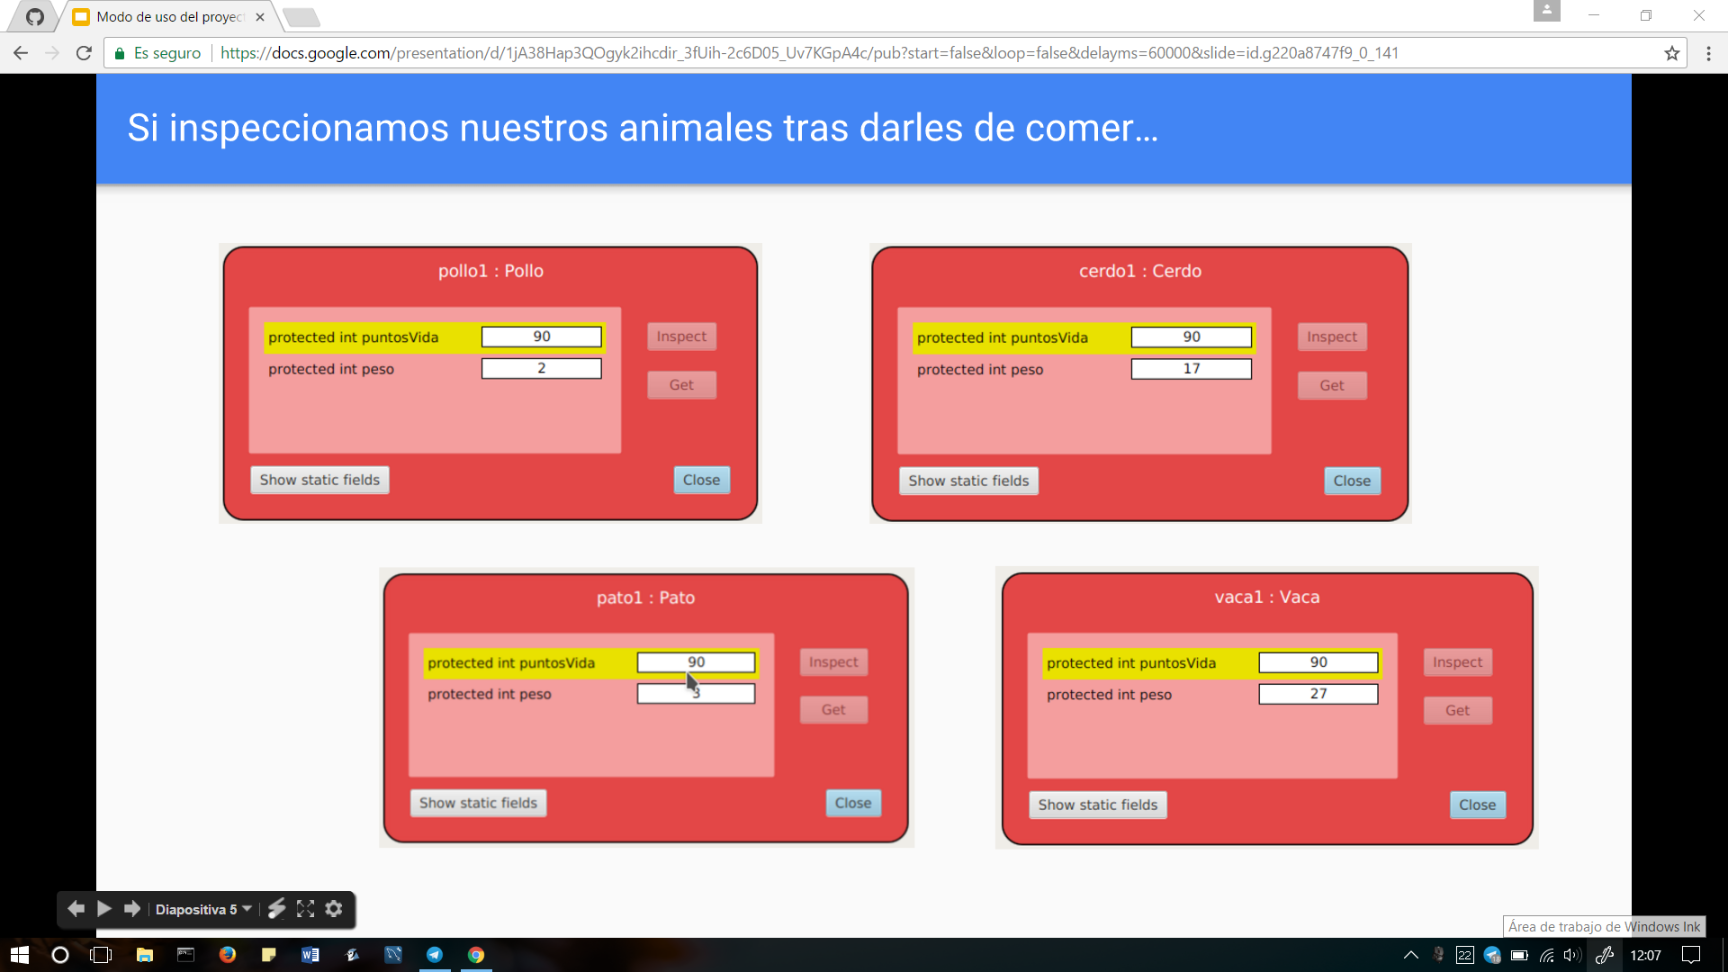 Modo de uso del proyec
Es seguro
https://docs.google.com/presentation/d/1jA38Hap3QOgyk2ihcdir_3fUih-2c6D05_Uv7KGpA4c/pub?start=false&loop=false&delayms=60000&slide=id.g220a8747f9_0_141
Si inspeccionamos nuestros animales tras darles de comer...
pollo1 : Pollo
protected int puntosVida 90
protected int peso 2
Inspect
Get
Show static fields
Close
cerdo1 : Cerdo
protected int puntosVida 90
protected int peso 17
Inspect
Get
Show static fields
Close
pato1 : Pato
protected int puntosVida 90
protected int peso 3
Inspect
Get
Show static fields
Close
vaca1 : Vaca
protected int puntosVida 90
protected int peso 27
Inspect
Get
Show static fields
Close
Diapositiva 5
Área de trabajo de Windows Ink
22
12:07